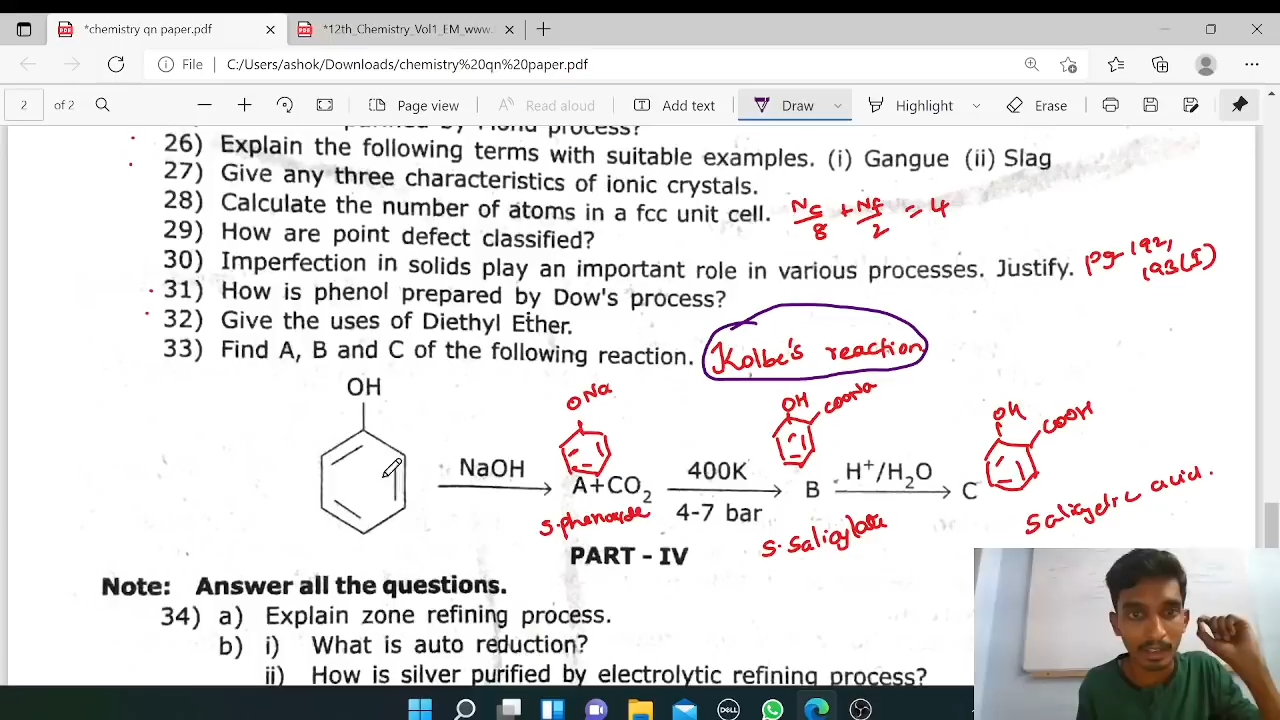 *chemistry qn paper.pdf
*12th_Chemistry_Vol1_EM_www.
File C:/Users/ashok/Downloads/chemistry%20qn%20paper.pdf
2 of 2 Page view Read aloud Add text Draw Highlight Erase
process?
26) Explain the following terms with suitable examples. (i) Gangue (ii) Slag
27) Give any three characteristics of ionic crystals.
28) Calculate the number of atoms in a fcc unit cell. Nc/8 + Nf/2 = 4
29) How are point defect classified?
30) Imperfection in solids play an important role in various processes. Justify. pg-192, 193(I)
31) How is phenol prepared by Dow's process?
32) Give the uses of Diethyl Ether.
33) Find A, B and C of the following reaction. Kolbe's reaction
OH ONa OH COONa OH COOH
NaOH A+CO2 400K B H+/H2O C
4-7 bar
S.phenoxide S.Salicylate Salicylic acid.
PART - IV
Note: Answer all the questions.
34) a) Explain zone refining process.
b) i) What is auto reduction?
ii) How is silver purified by electrolytic refining process?
DELL